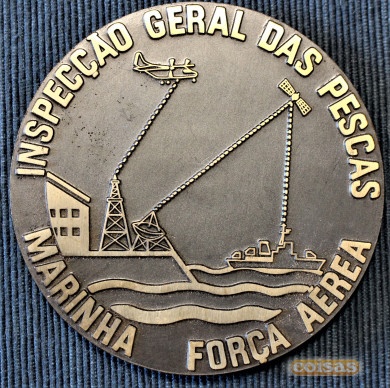 INSPECÇÃO GERAL DAS PESCAS
MARINHA FORÇA AÉREA
coisas